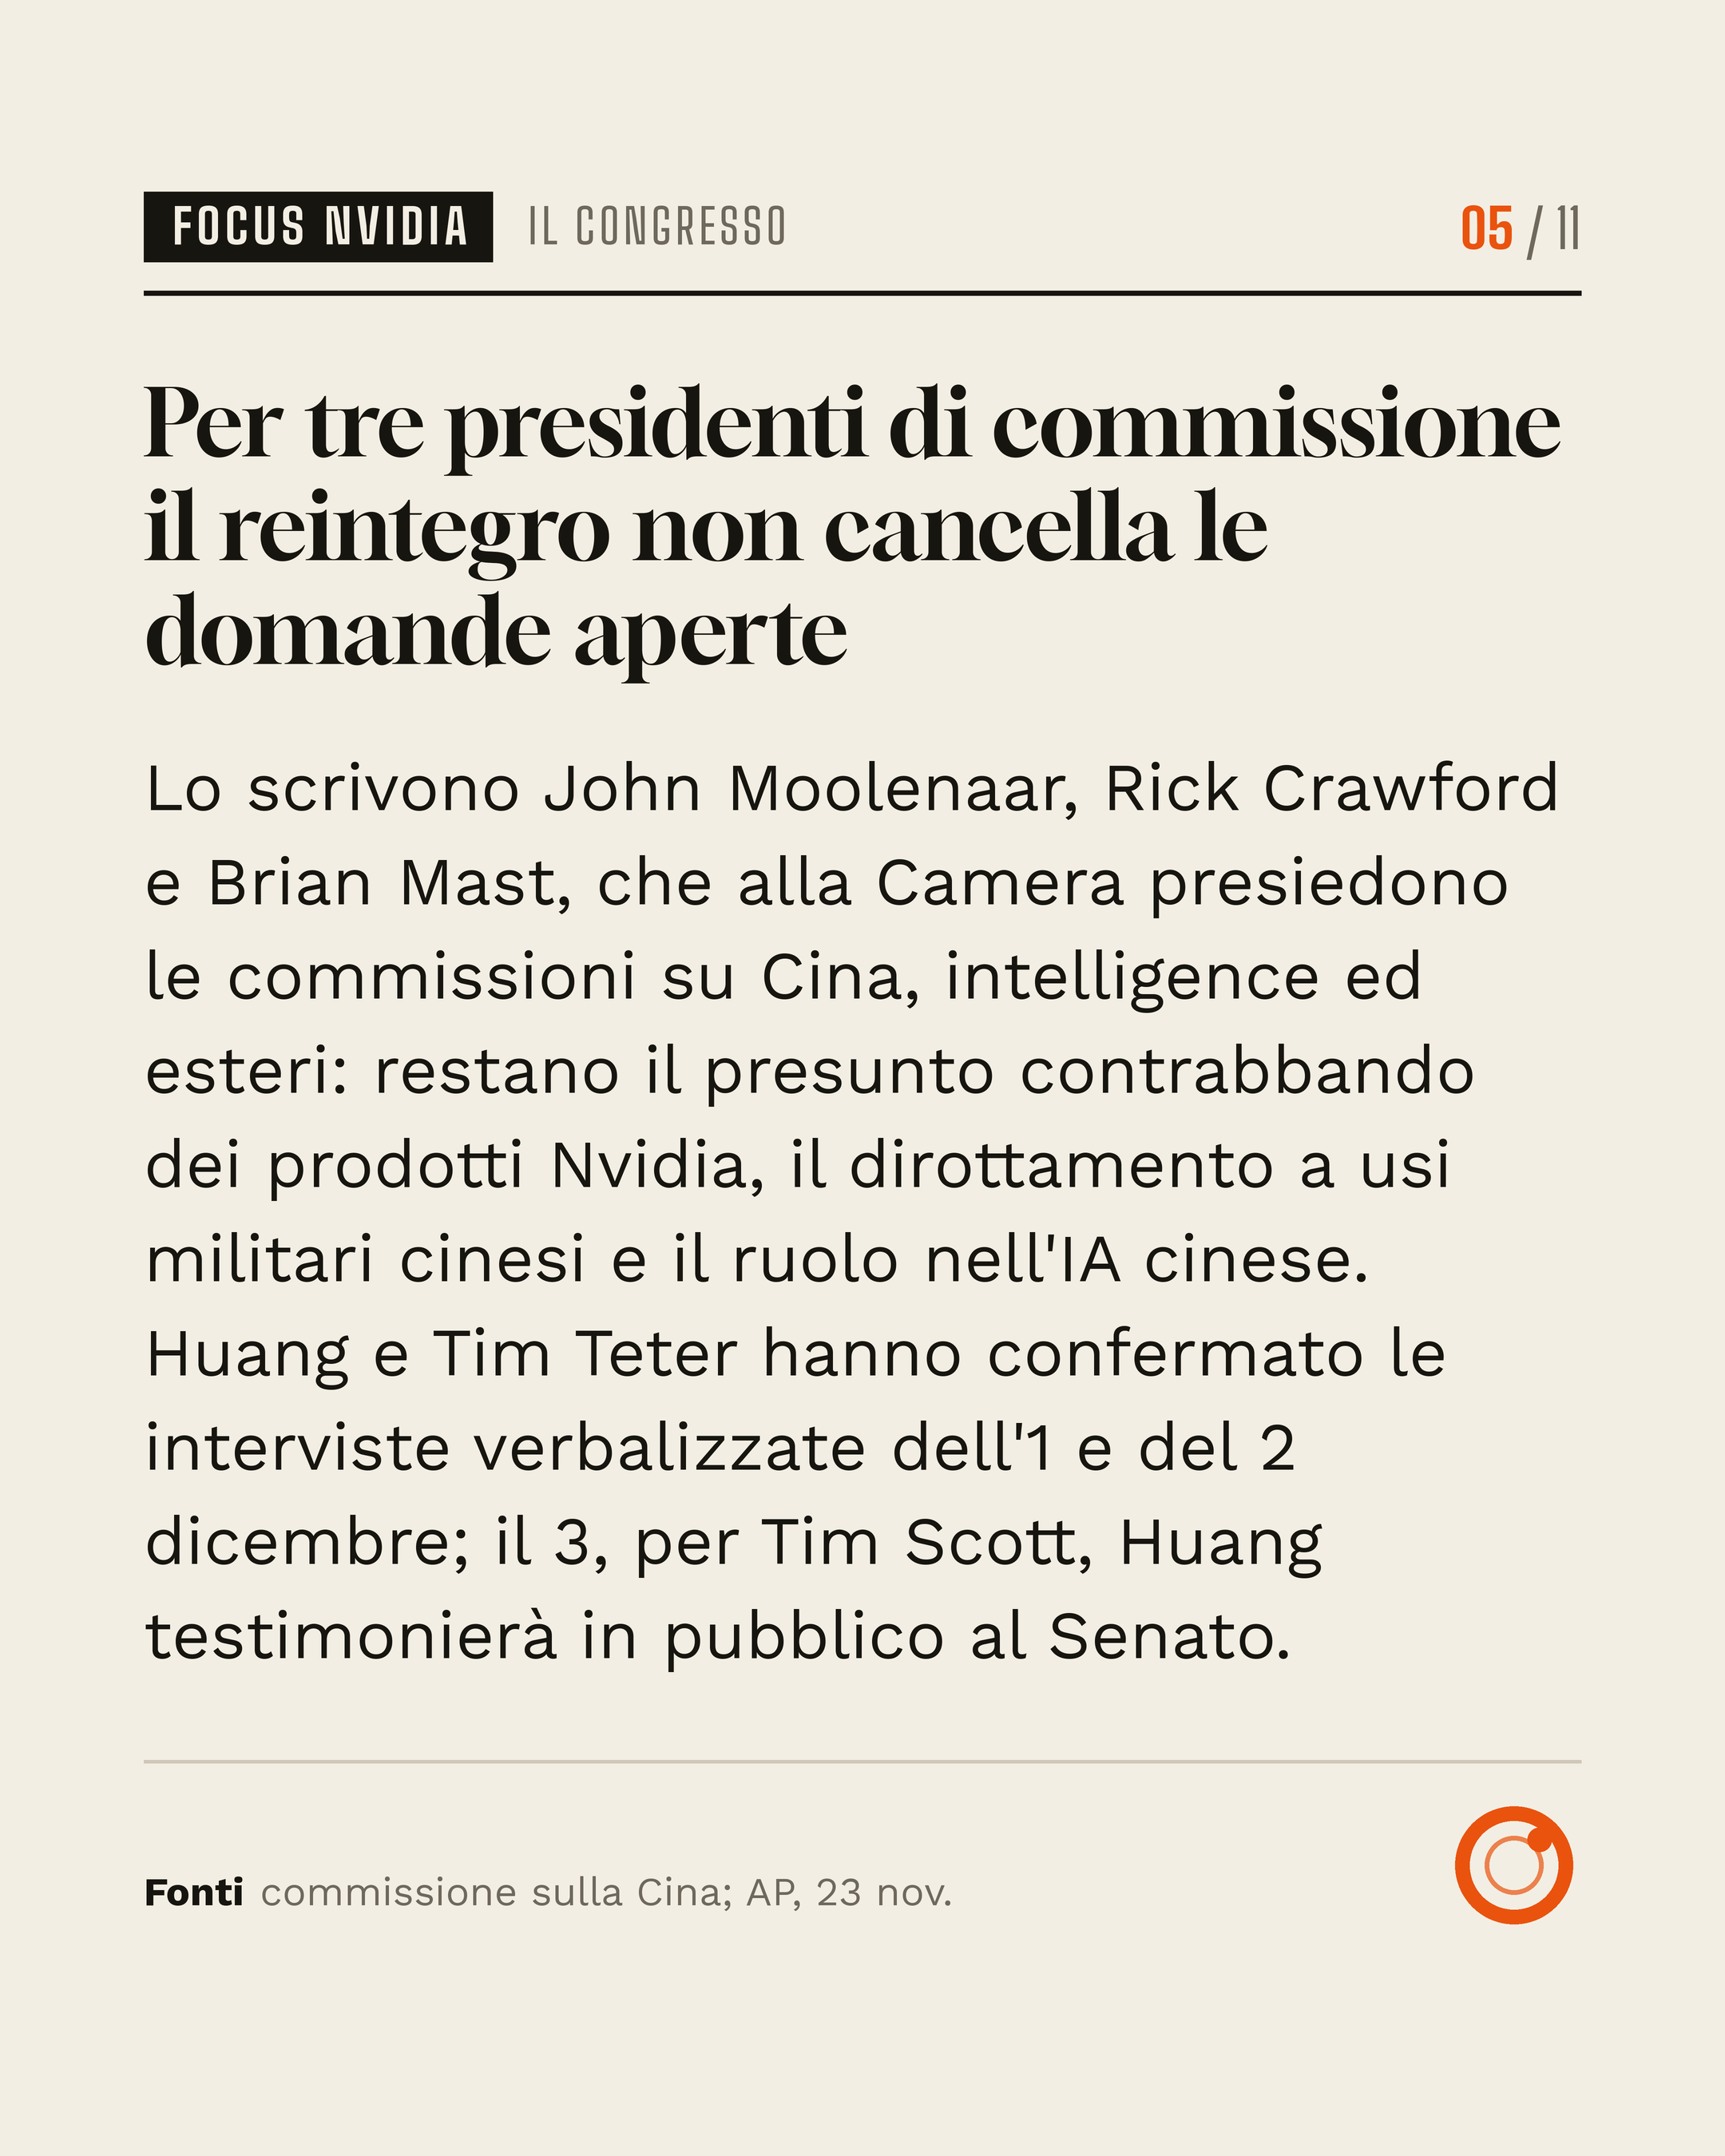 FOCUS NVIDIA IL CONGRESSO 05 / 11
Per tre presidenti di commissione
il reintegro non cancella le
domande aperte
Lo scrivono John Moolenaar, Rick Crawford
e Brian Mast, che alla Camera presiedono
le commissioni su Cina, intelligence ed
esteri: restano il presunto contrabbando
dei prodotti Nvidia, il dirottamento a usi
militari cinesi e il ruolo nell'IA cinese.
Huang e Tim Teter hanno confermato le
interviste verbalizzate dell'1 e del 2
dicembre; il 3, per Tim Scott, Huang
testimonierà in pubblico al Senato.
Fonti commissione sulla Cina; AP, 23 nov.